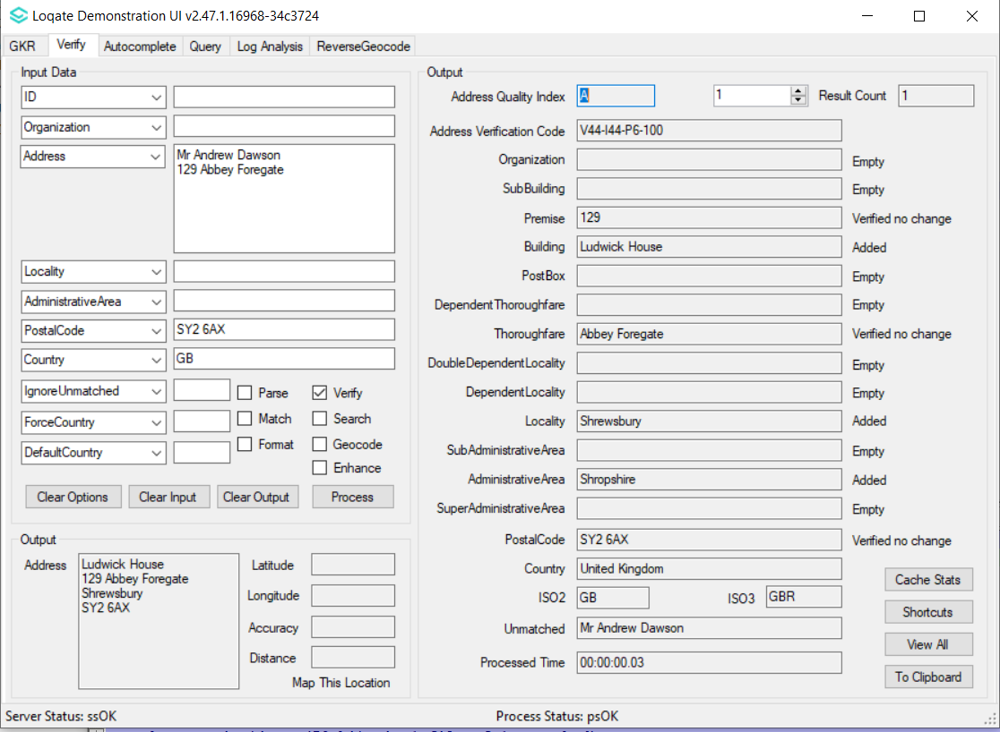 Loqate Demonstration UI v2.47.1.16968-34c3724
GKR Verify Autocomplete Query Log Analysis ReverseGeocode
Input Data
ID
Organization
Address
Mr Andrew Dawson
129 Abbey Foregate
Locality
AdministrativeArea
PostalCode SY2 6AX
Country GB
IgnoreUnmatched Parse Verify
ForceCountry Match Search
DefaultCountry Format Geocode
Enhance
Clear Options Clear Input Clear Output Process
Output
Address
Ludwick House
129 Abbey Foregate
Shrewsbury
SY2 6AX
Latitude
Longitude
Accuracy
Distance
Map This Location
Output
Address Quality Index A 1 Result Count 1
Address Verification Code V44-I44-P6-100
Organization Empty
SubBuilding Empty
Premise 129 Verified no change
Building Ludwick House Added
PostBox Empty
DependentThoroughfare Empty
Thoroughfare Abbey Foregate Verified no change
DoubleDependentLocality Empty
DependentLocality Empty
Locality Shrewsbury Added
SubAdministrativeArea Empty
AdministrativeArea Shropshire Added
SuperAdministrativeArea Empty
PostalCode SY2 6AX Verified no change
Country United Kingdom
ISO2 GB ISO3 GBR
Unmatched Mr Andrew Dawson
Processed Time 00:00:00.03
Cache Stats
Shortcuts
View All
To Clipboard
Server Status: ssOK Process Status: psOK